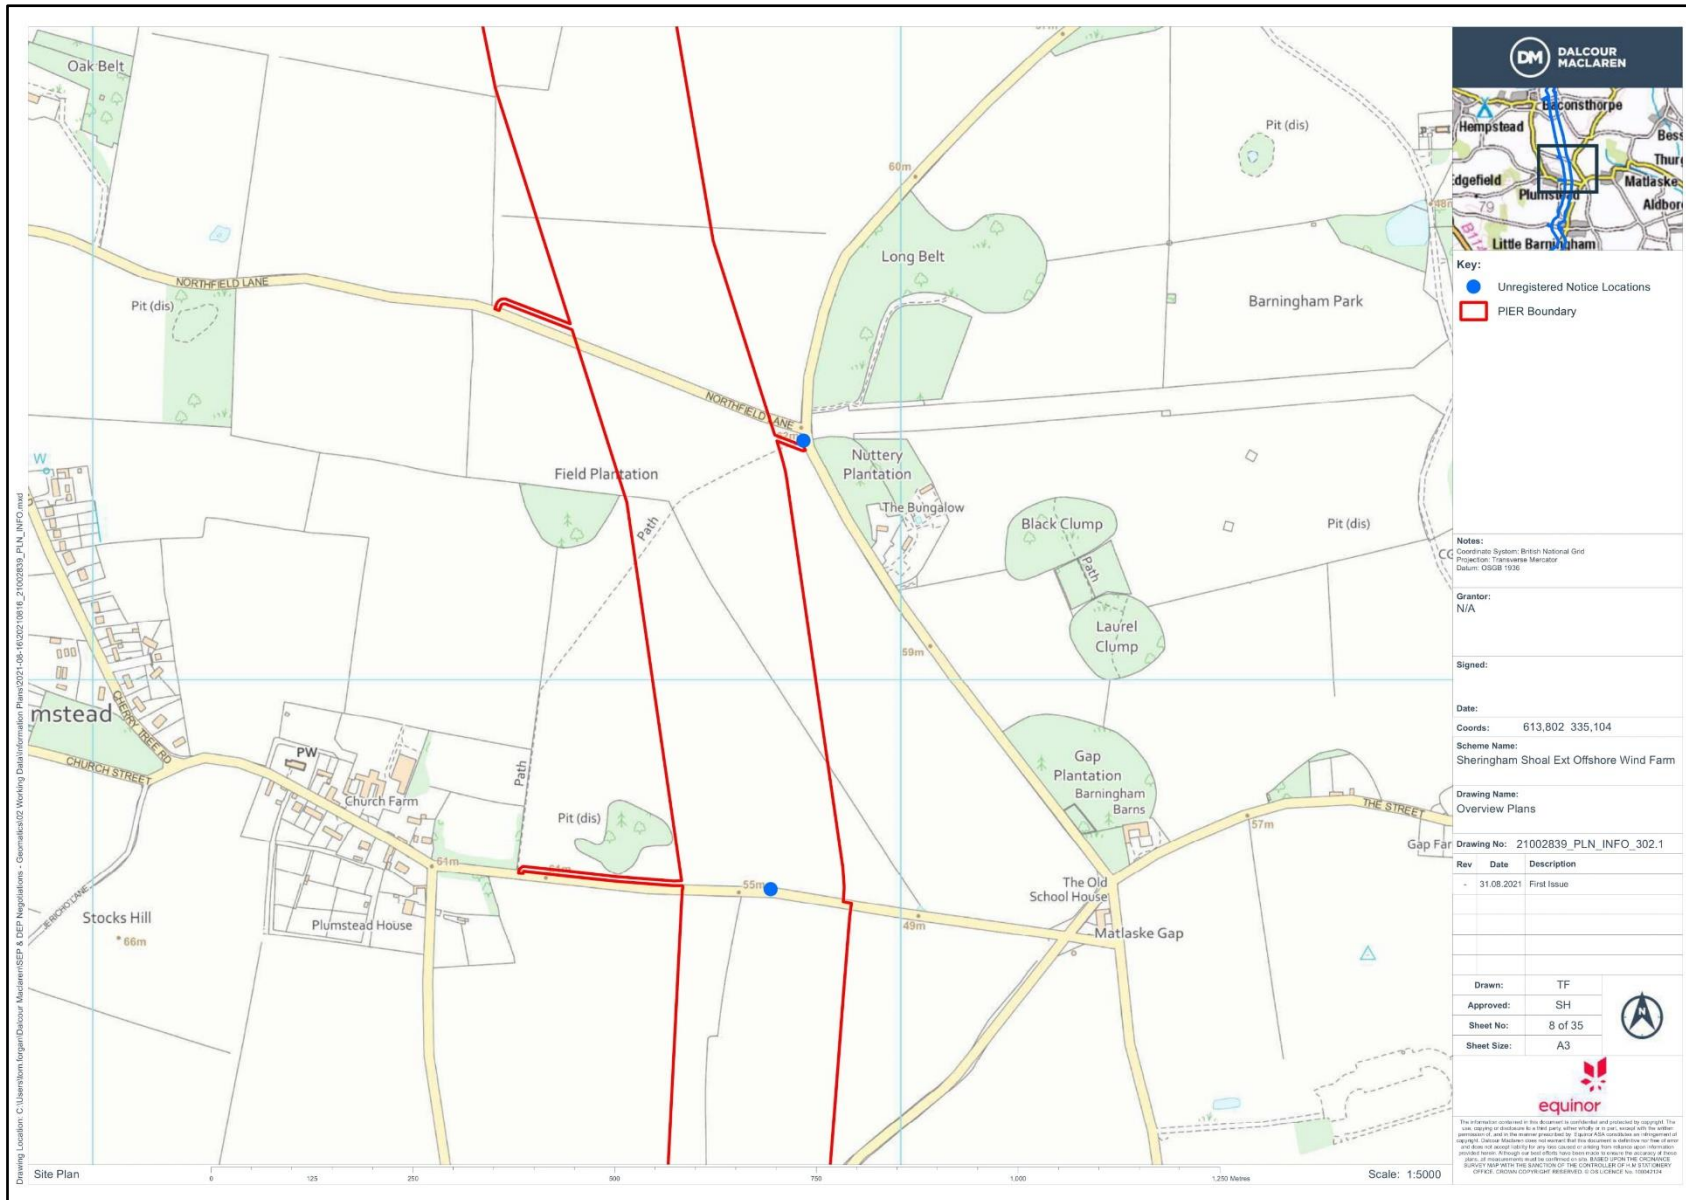 Oak Belt
Pit (dis)
60m
48m
Long Belt
Barningham Park
NORTHFIELD LANE
Pit (dis)
NORTHFIELD LANE
W
Field Plantation
Nuttery
Plantation
The Bungalow
Black Clump
Pit (dis)
Path
Path
Laurel
Clump
59m
mstead
CHERRY TREE RD
CHURCH STREET
PW
Church Farm
Path
Pit (dis)
Gap
Plantation
Barningham
Barns
THE STREET
57m
Gap Far
61m
55m
The Old
School House
Stocks Hill
66m
JERICHO LANE
Plumstead House
49m
Matlaske Gap
Site Plan
0 125 250 500 750 1,000 1,250 Metres
Scale: 1:5000
DM
DALCOUR
MACLAREN
Baconsthorpe
Hempstead
Bess
Thurg
Edgefield
Matlaske
Plumstead
Aldbor
79
Little Barningham
Key:
Unregistered Notice Locations
PIER Boundary
Notes:
Coordinate System: British National Grid
Projection: Transverse Mercator
Datum: OSGB 1936
Grantor:
N/A
Signed:
Date:
Coords: 613,802 335,104
Scheme Name:
Sheringham Shoal Ext Offshore Wind Farm
Drawing Name:
Overview Plans
Drawing No: 21002839_PLN_INFO_302.1
Rev Date Description
- 31.08.2021 First Issue
Drawn: TF
Approved: SH
Sheet No: 8 of 35
Sheet Size: A3
N
equinor